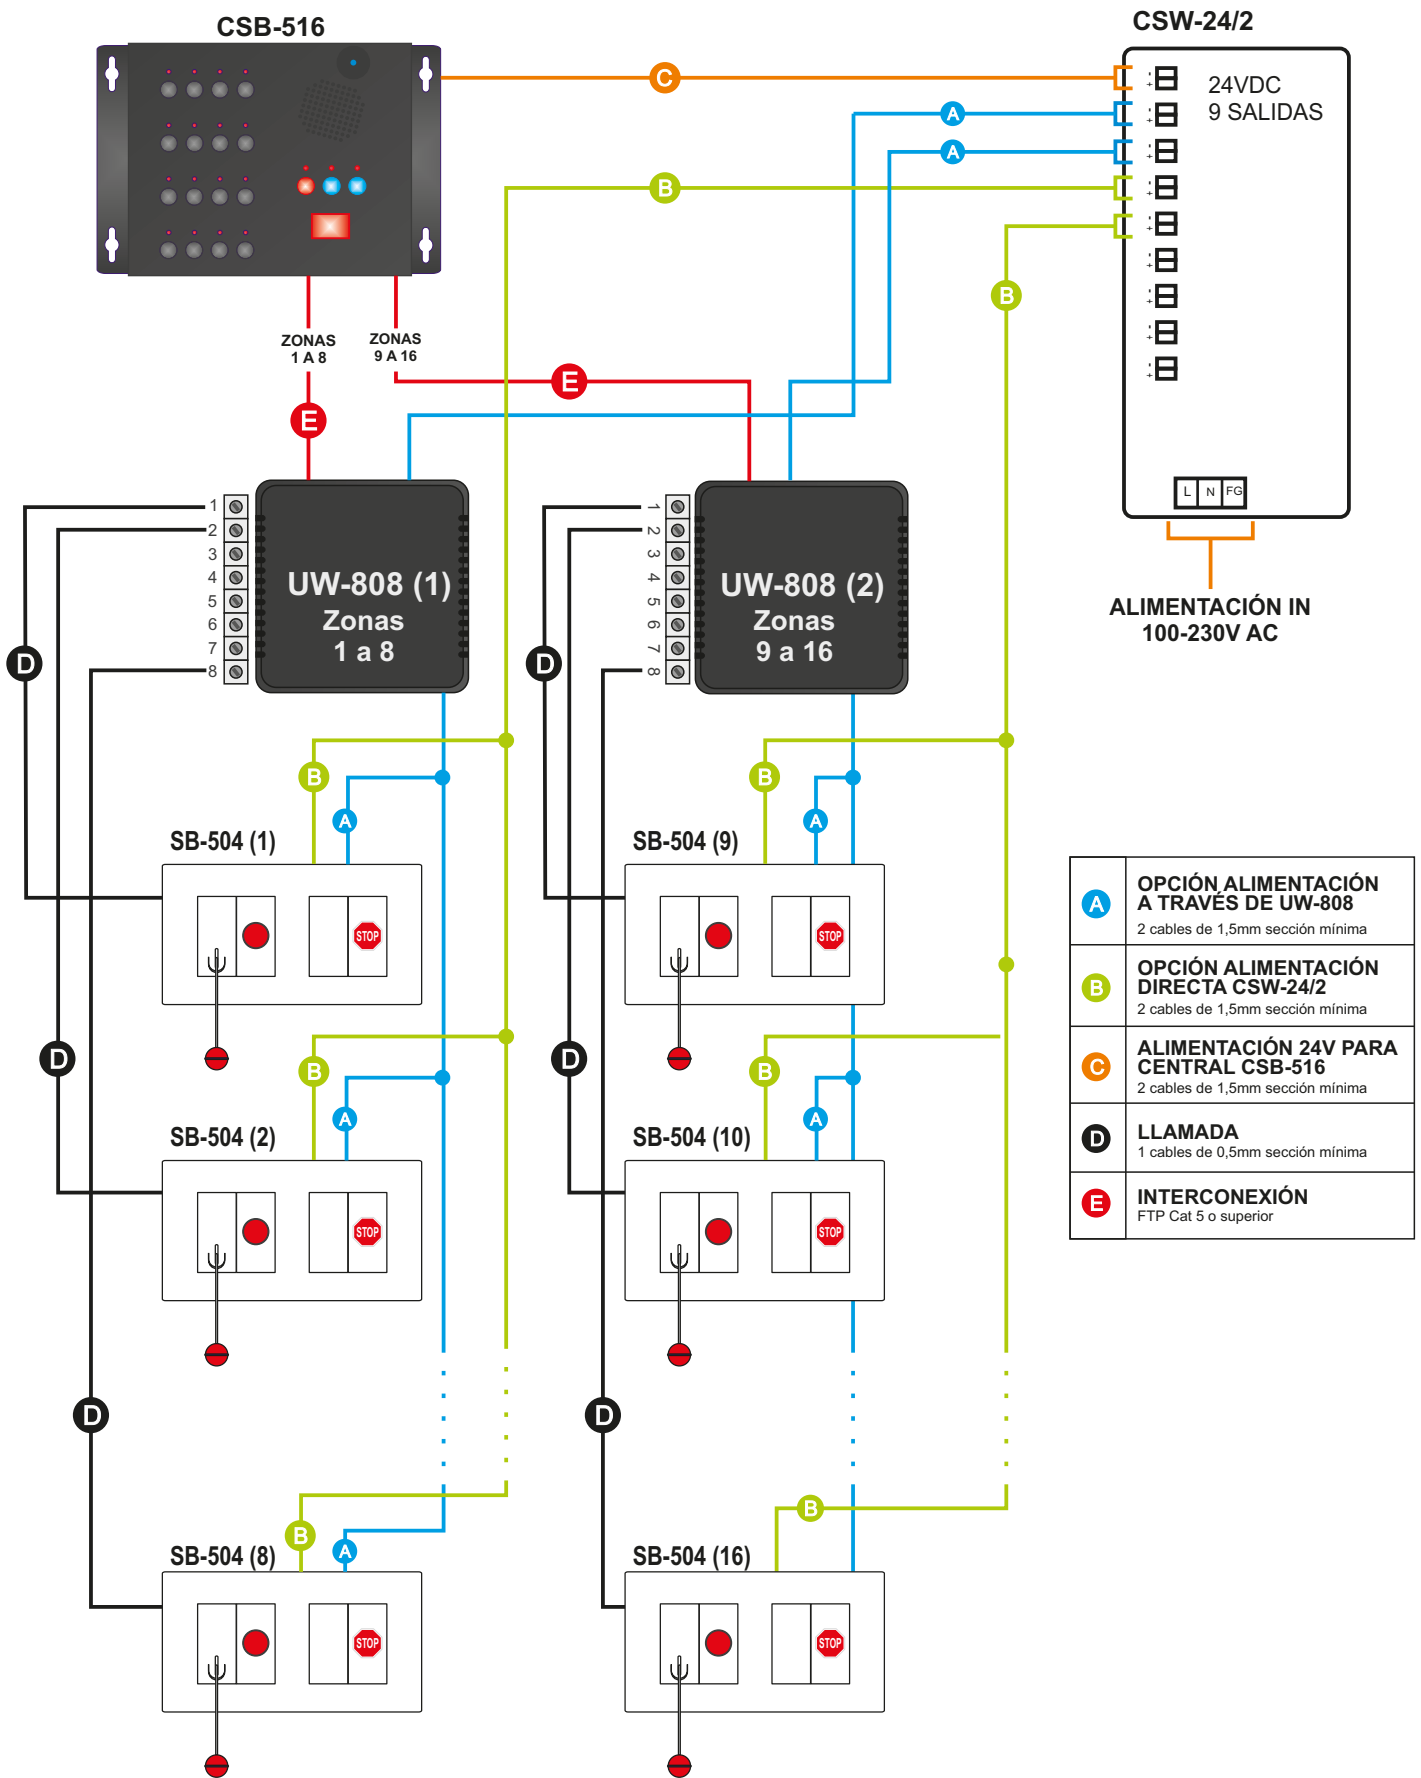 CSB-516
CSW-24/2
24VDC
9 SALIDAS
C
A
A
B
B
ZONAS
1 A 8
ZONAS
9 A 16
E
E
L N FG
ALIMENTACIÓN IN
100-230V AC
1
2
3
4
5
6
7
8
UW-808 (1)
Zonas
1 a 8
1
2
3
4
5
6
7
8
UW-808 (2)
Zonas
9 a 16
D
D
B
A
B
A
SB-504 (1)
STOP
SB-504 (9)
STOP
D
D
B
A
B
A
SB-504 (2)
STOP
SB-504 (10)
STOP
D
D
B
A
B
SB-504 (8)
STOP
SB-504 (16)
STOP
A
OPCIÓN ALIMENTACIÓN
A TRAVÉS DE UW-808
2 cables de 1,5mm sección mínima
B
OPCIÓN ALIMENTACIÓN
DIRECTA CSW-24/2
2 cables de 1,5mm sección mínima
C
ALIMENTACIÓN 24V PARA
CENTRAL CSB-516
2 cables de 1,5mm sección mínima
D
LLAMADA
1 cables de 0,5mm sección mínima
E
INTERCONEXIÓN
FTP Cat 5 o superior